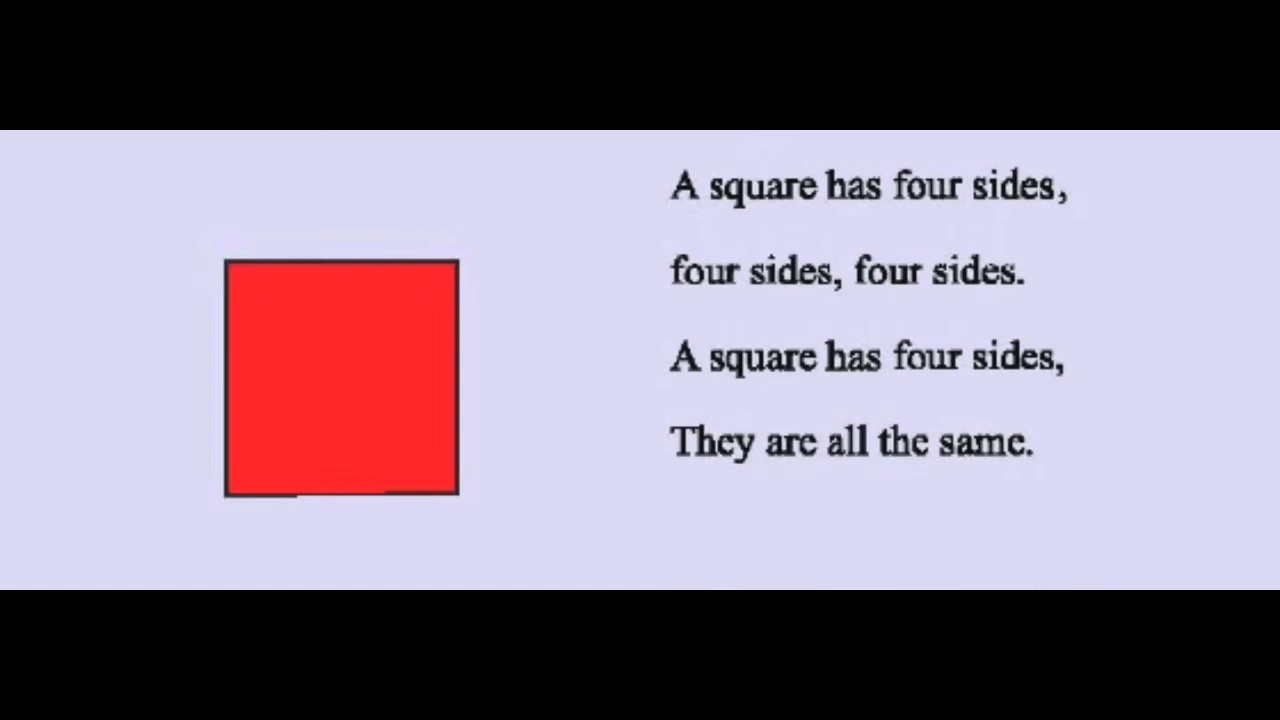 A square has four sides,
four sides, four sides.
A square has four sides,
They are all the same.